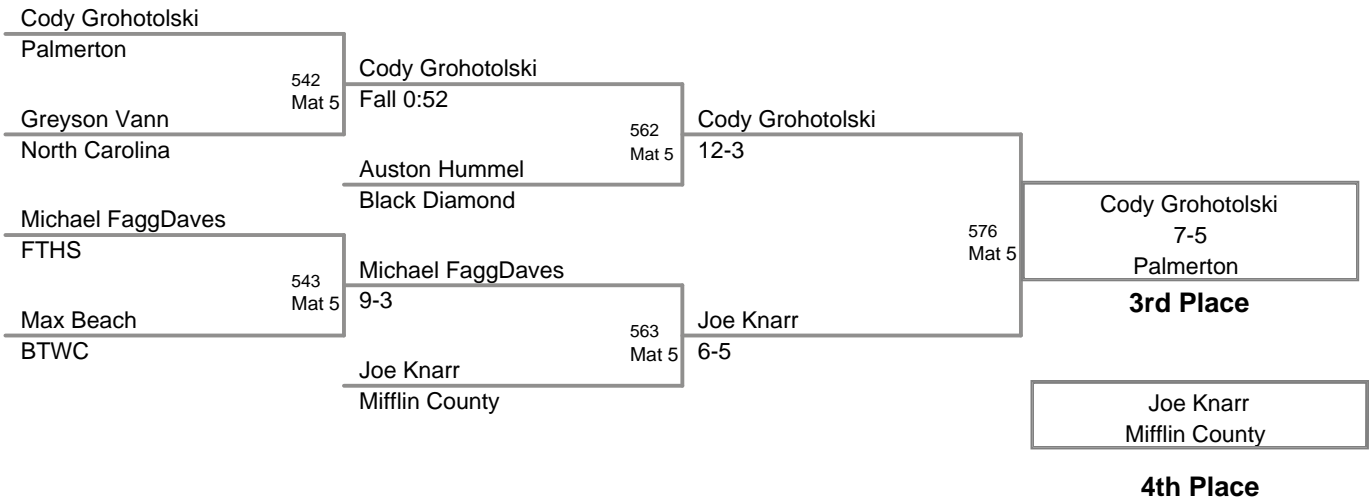 Cody Grohotolski
Palmerton
542
Mat 5
Greyson Vann
North Carolina
Cody Grohotolski
Fall 0:52
562
Mat 5
Auston Hummel
Black Diamond
Cody Grohotolski
12-3
Michael FaggDaves
FTHS
543
Mat 5
Max Beach
BTWC
Michael FaggDaves
9-3
563
Mat 5
Joe Knarr
Mifflin County
Joe Knarr
6-5
576
Mat 5
Cody Grohotolski
7-5
Palmerton
3rd Place
Joe Knarr
Mifflin County
4th Place